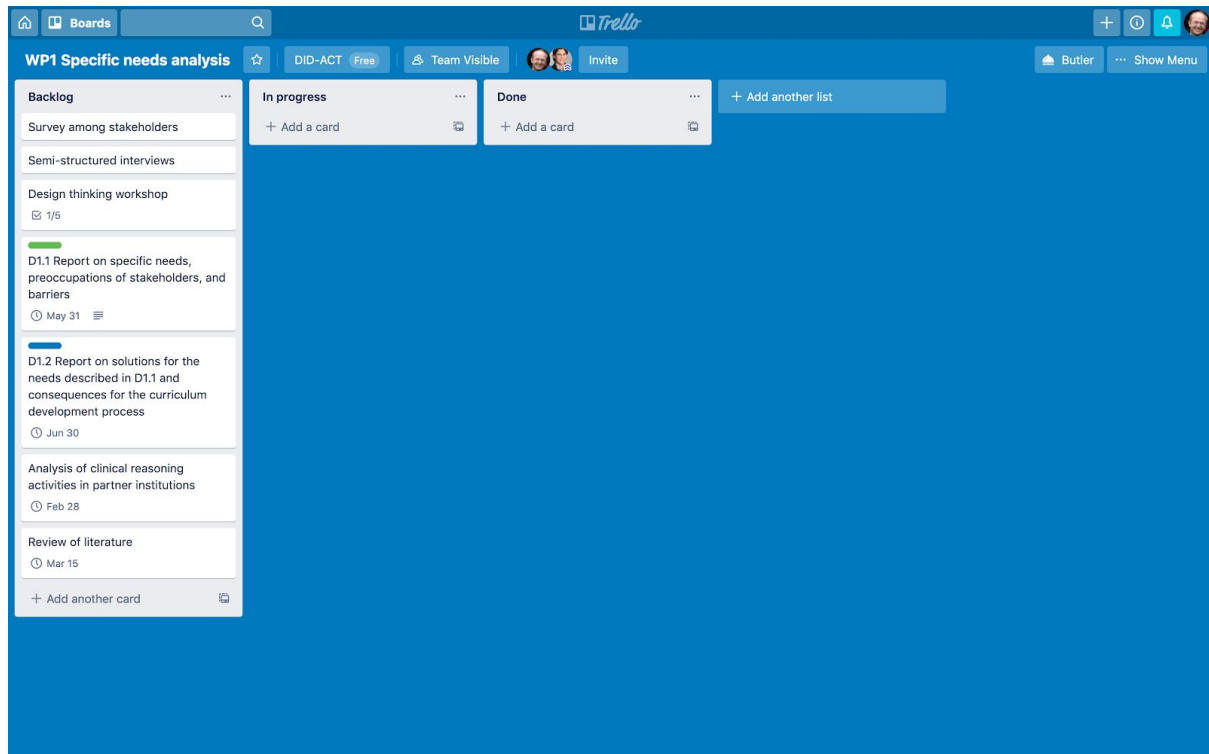 Boards
Trello
WP1 Specific needs analysis
DID-ACT Free
Team Visible
Invite
Butler
... Show Menu
Backlog
...
Survey among stakeholders
Semi-structured interviews
Design thinking workshop
1/5
D1.1 Report on specific needs,
preoccupations of stakeholders, and
barriers
May 31
D1.2 Report on solutions for the
needs described in D1.1 and
consequences for the curriculum
development process
Jun 30
Analysis of clinical reasoning
activities in partner institutions
Feb 28
Review of literature
Mar 15
+ Add another card
In progress
...
+ Add a card
Done
...
+ Add a card
+ Add another list